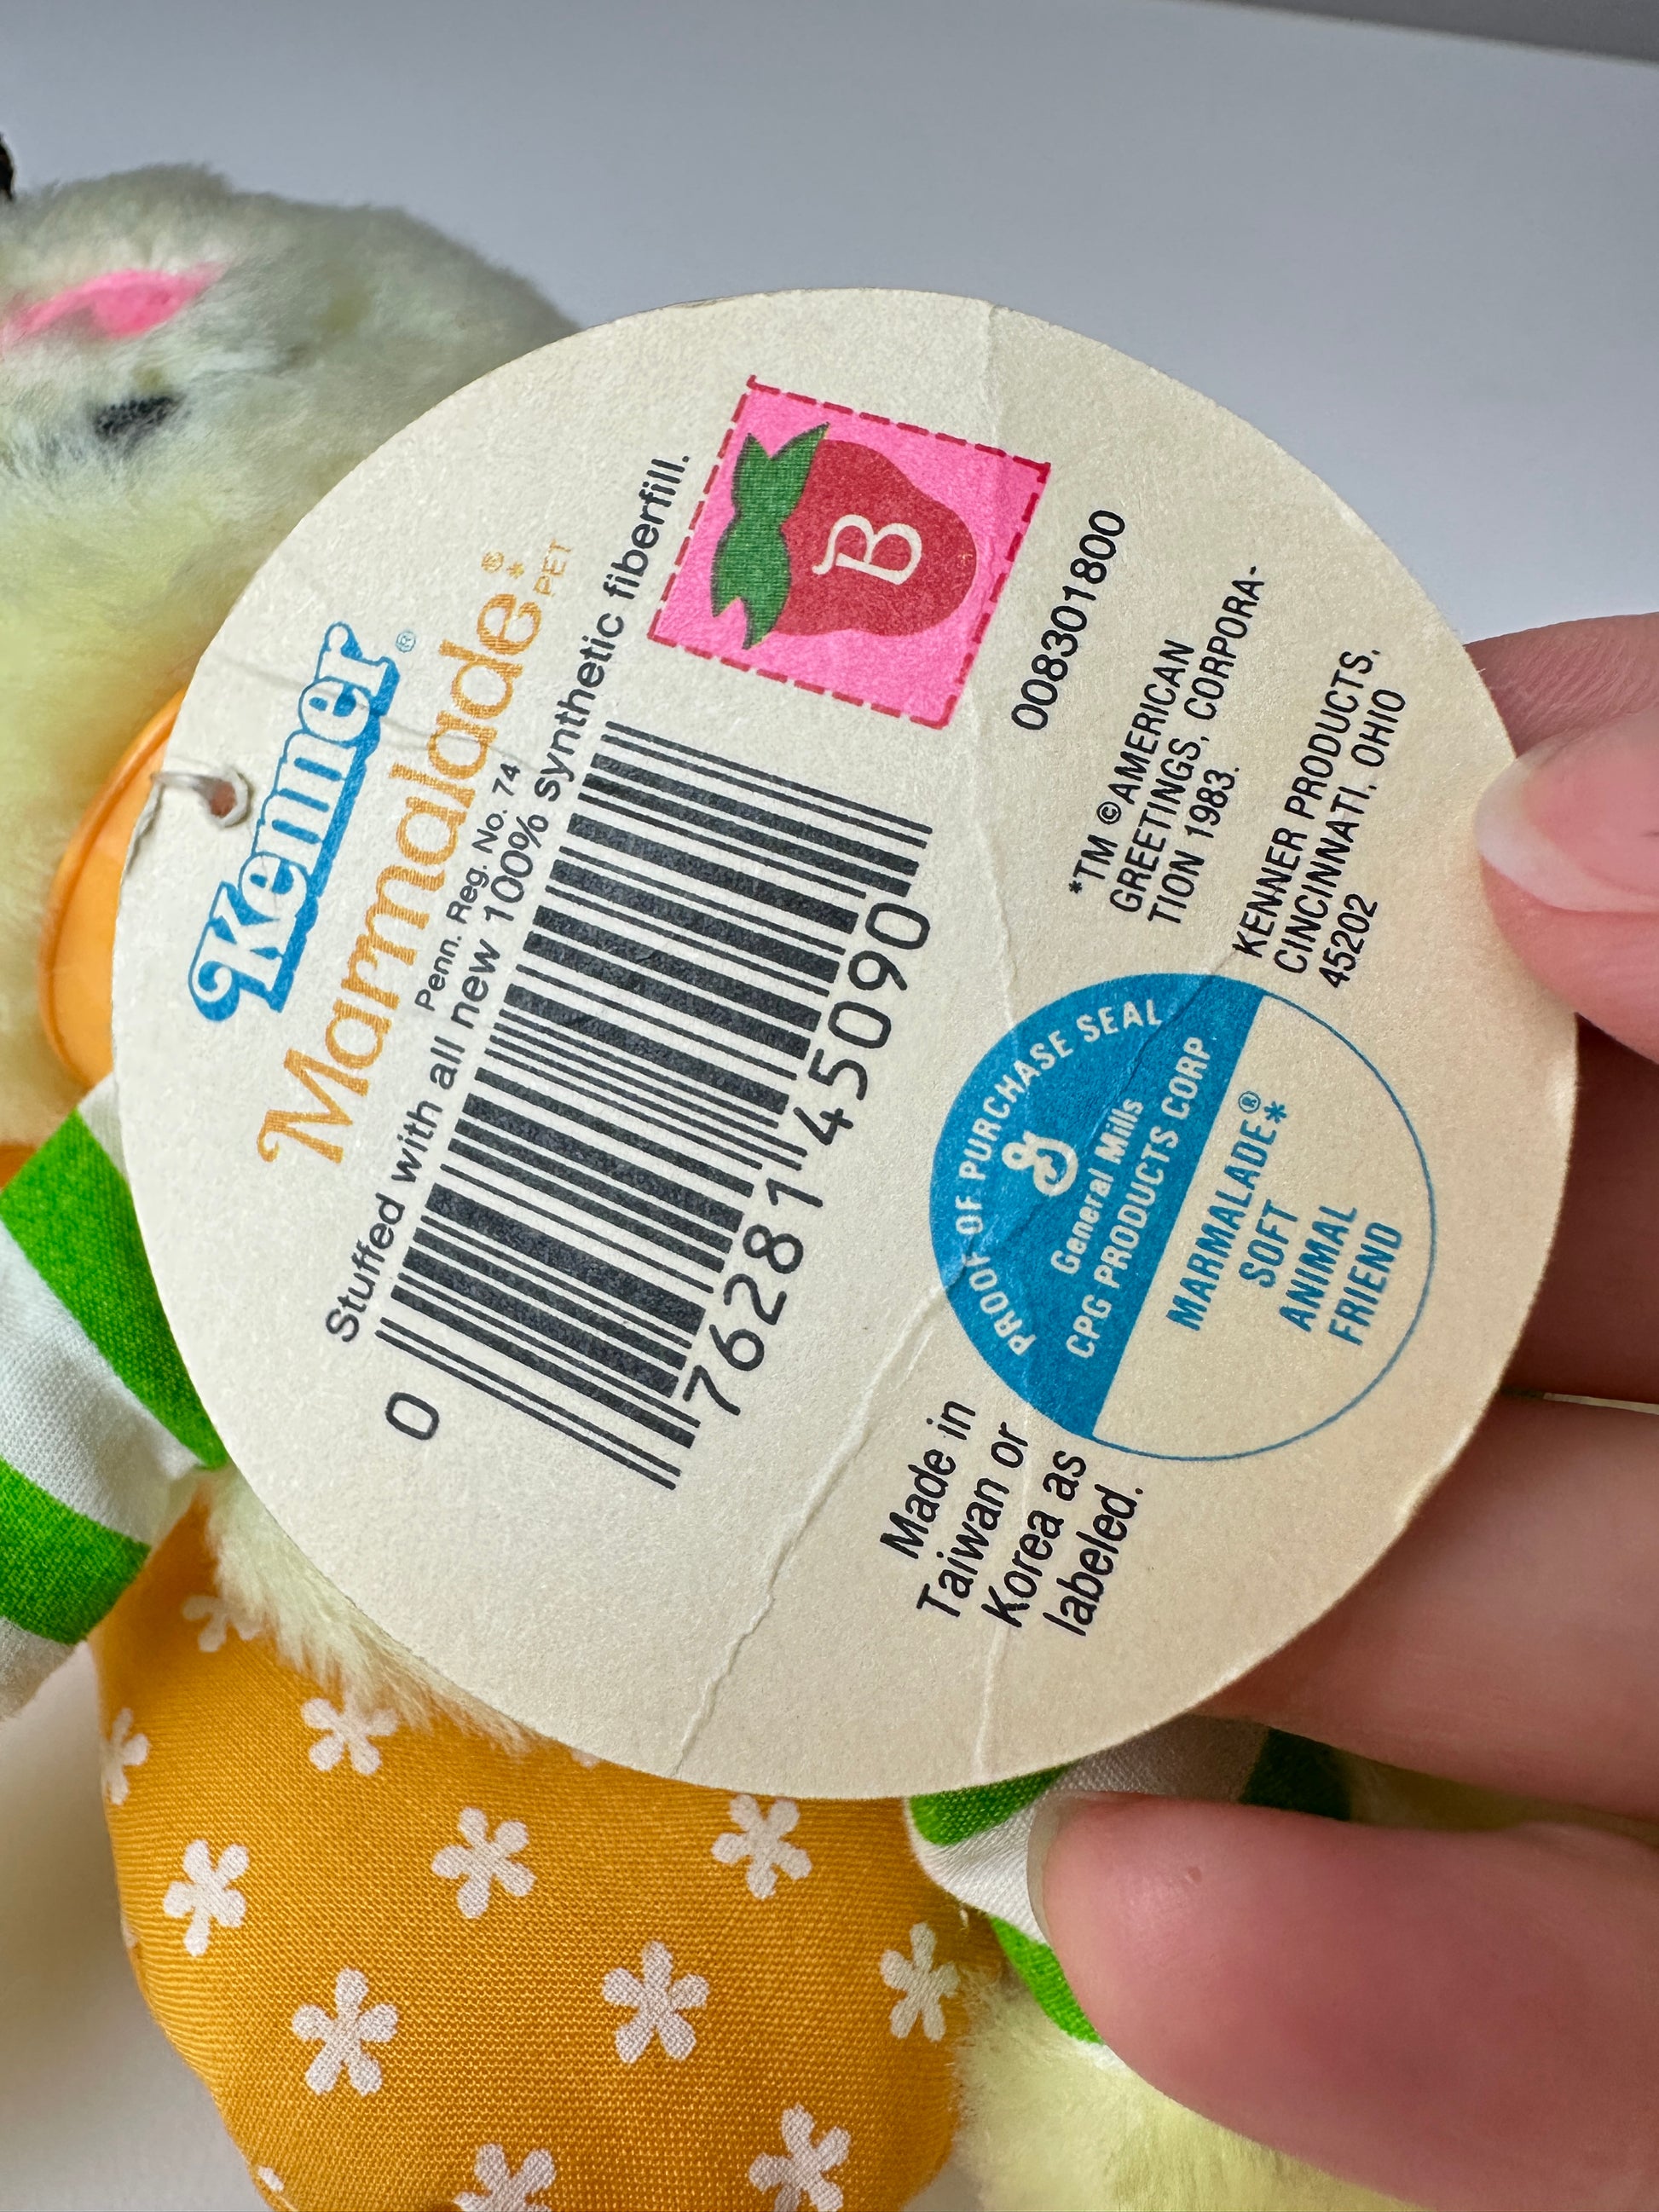 Kenner®
Marmalade®*
PET
Penn. Reg. No. 74
Stuffed with all new 100% synthetic fiberfill.
B
0 76281 45090
008301800
*TM © AMERICAN
GREETINGS, CORPORA-
TION 1983.
KENNER PRODUCTS,
CINCINNATI, OHIO
45202
PROOF OF PURCHASE SEAL
G
General Mills
CPG PRODUCTS CORP
MARMALADE®*
SOFT
ANIMAL
FRIEND
Made in
Taiwan or
Korea as
labeled.